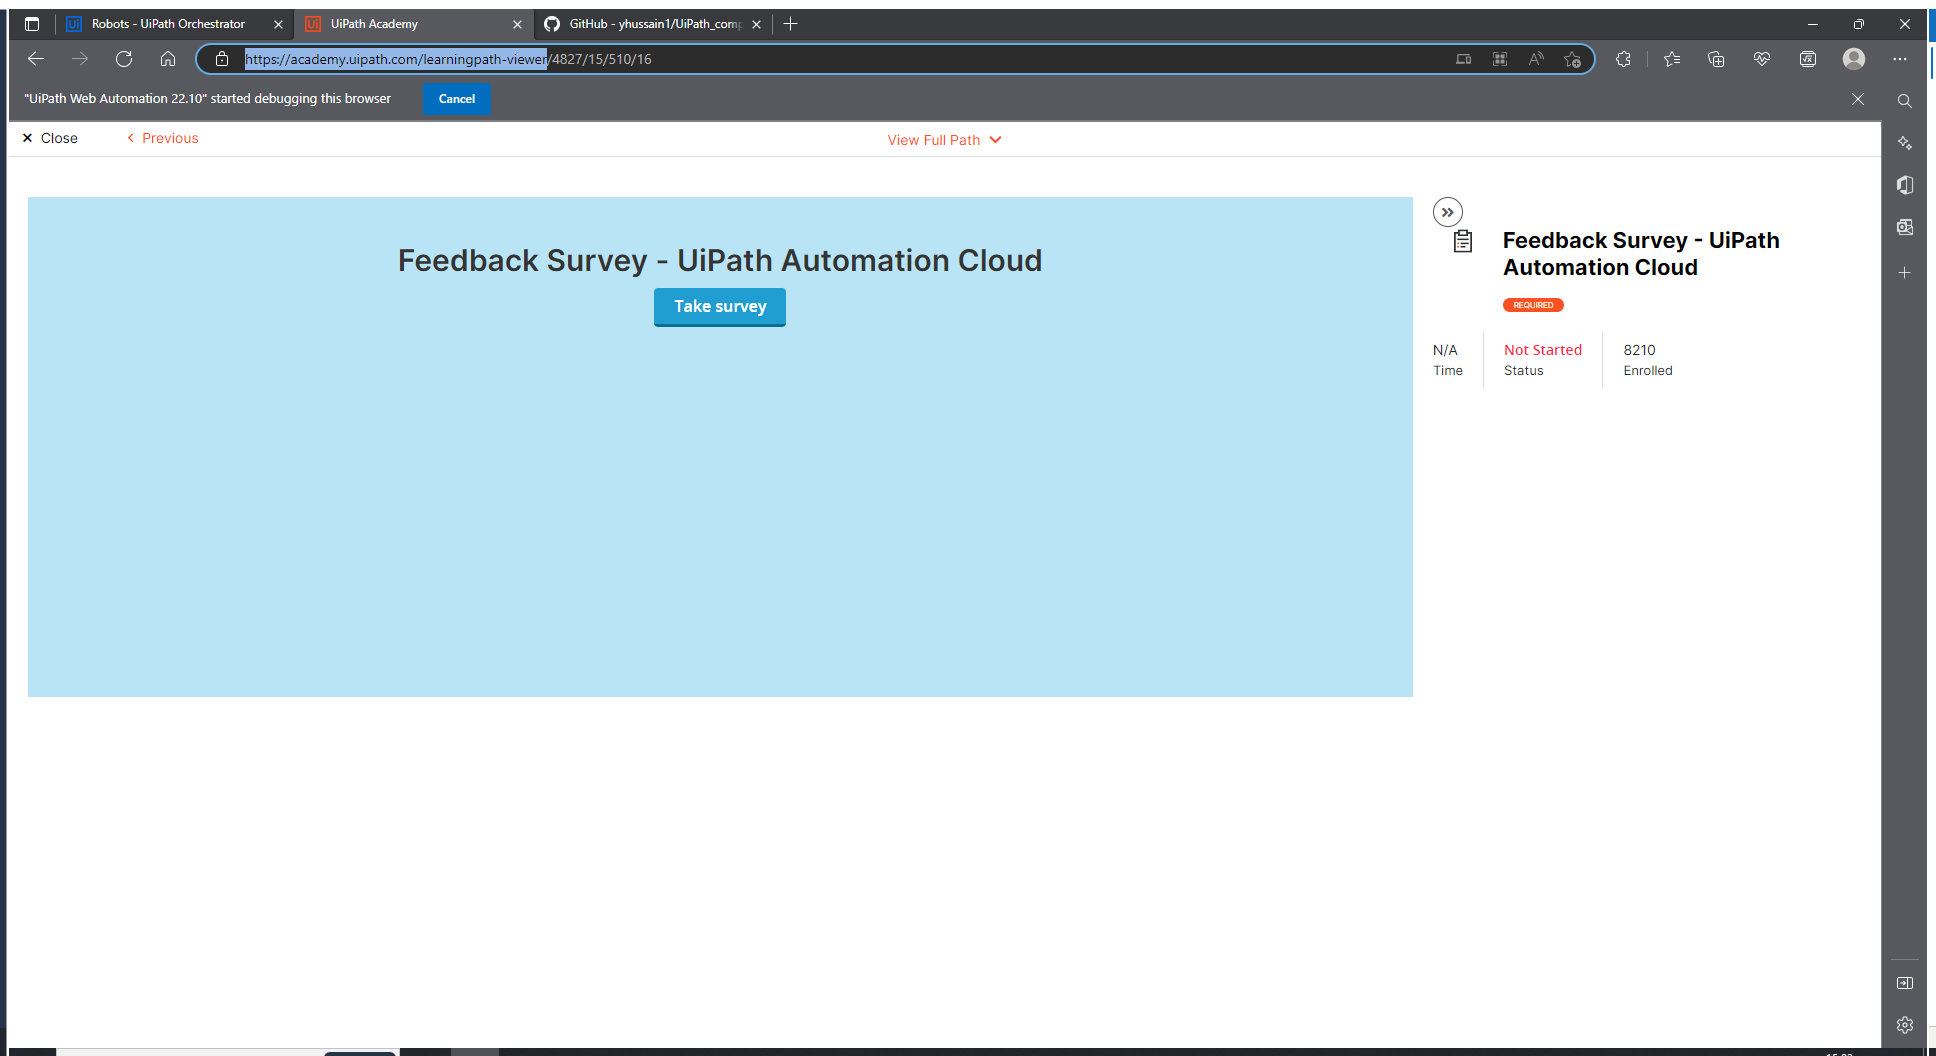 Robots - UiPath Orchestrator
UiPath Academy
GitHub - yhussain1/UiPath_comp
https://academy.uipath.com/learningpath-viewer/4827/15/510/16
"UiPath Web Automation 22.10" started debugging this browser
Cancel
Close
Previous
View Full Path
Feedback Survey - UiPath Automation Cloud
Take survey
Feedback Survey - UiPath
Automation Cloud
REQUIRED
N/A
Time
Not Started
Status
8210
Enrolled